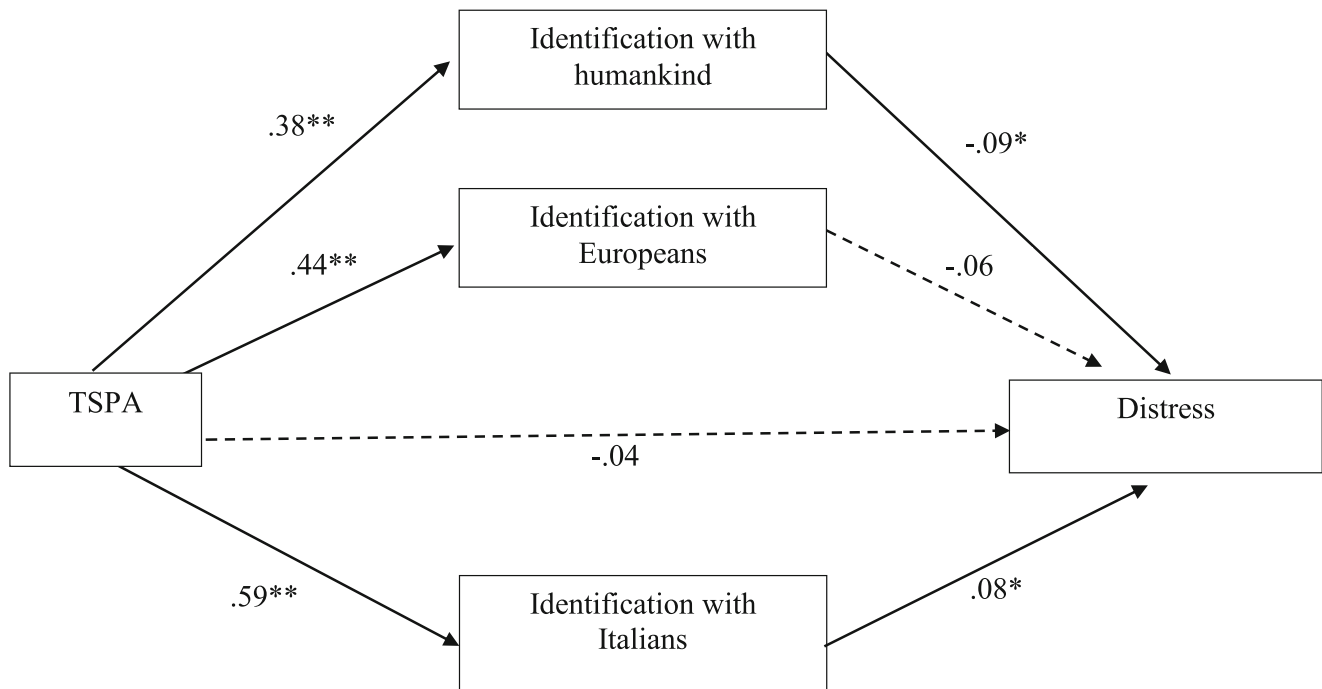 Identification with
humankind
.38**
-.09*
Identification with
Europeans
.44**
-.06
TSPA
Distress
-.04
.59**
Identification with
Italians
.08*